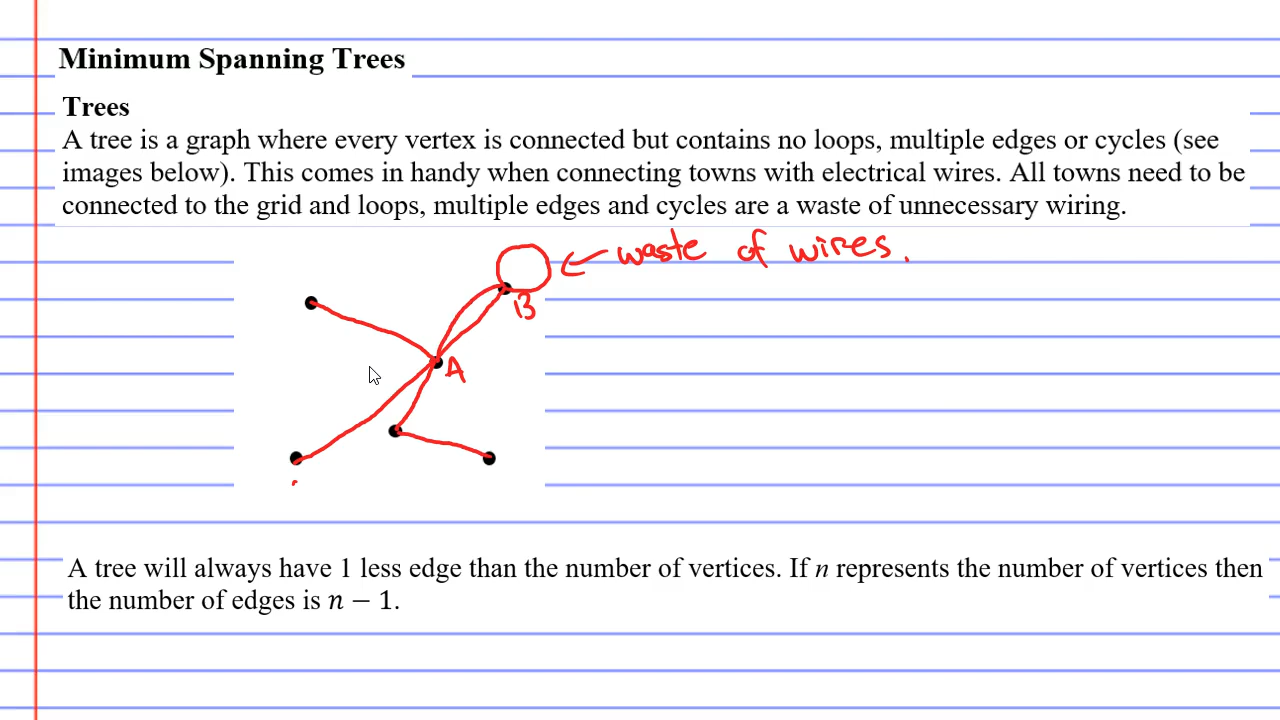 Minimum Spanning Trees
Trees
A tree is a graph where every vertex is connected but contains no loops, multiple edges or cycles (see
images below). This comes in handy when connecting towns with electrical wires. All towns need to be
connected to the grid and loops, multiple edges and cycles are a waste of unnecessary wiring.
waste of wires.
B
A
A tree will always have 1 less edge than the number of vertices. If n represents the number of vertices then
the number of edges is n − 1.